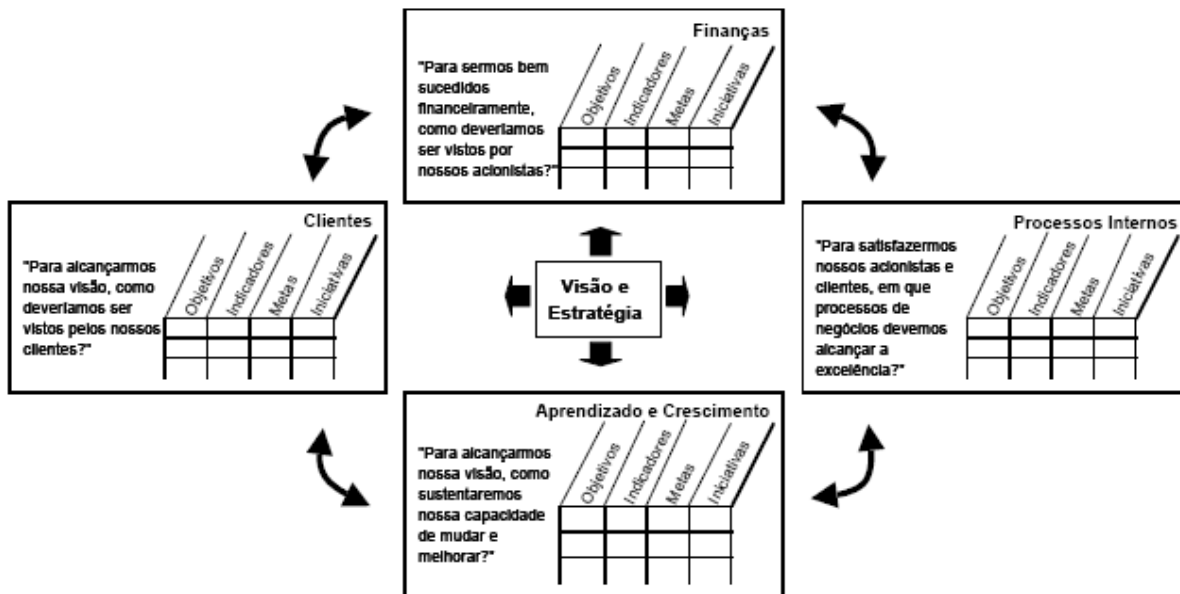 Finanças
"Para sermos bem
sucedidos
financeiramente,
como deveríamos
ser vistos por
nossos acionistas?"
Objetivos
Indicadores
Metas
Iniciativas
Clientes
"Para alcançarmos
nossa visão, como
deveríamos ser
vistos pelos nossos
clientes?"
Objetivos
Indicadores
Metas
Iniciativas
Visão e
Estratégia
Processos Internos
"Para satisfazermos
nossos acionistas e
clientes, em que
processos de
negócios devemos
alcançar a
excelência?"
Objetivos
Indicadores
Metas
Iniciativas
Aprendizado e Crescimento
"Para alcançarmos
nossa visão, como
sustentaremos
nossa capacidade
de mudar e
melhorar?"
Objetivos
Indicadores
Metas
Iniciativas